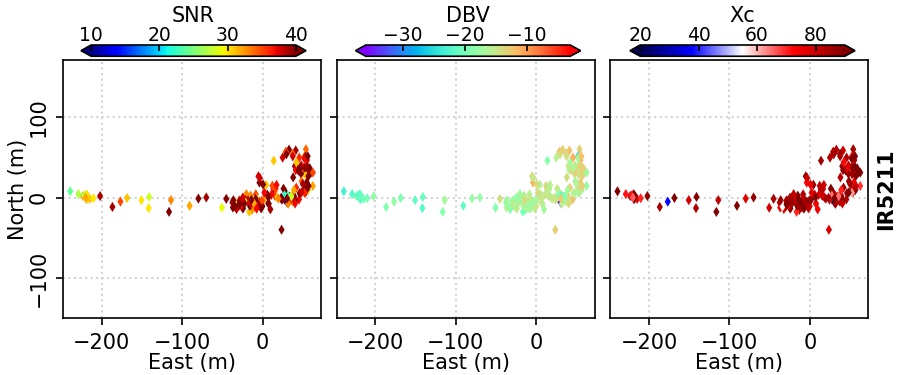 SNR DBV Xc
10 20 30 40 −30 −20 −10 20 40 60 80
100
0
−100
North (m)
−200 −100 0 −200 −100 0 −200 −100 0
East (m) East (m) East (m)
IR5211